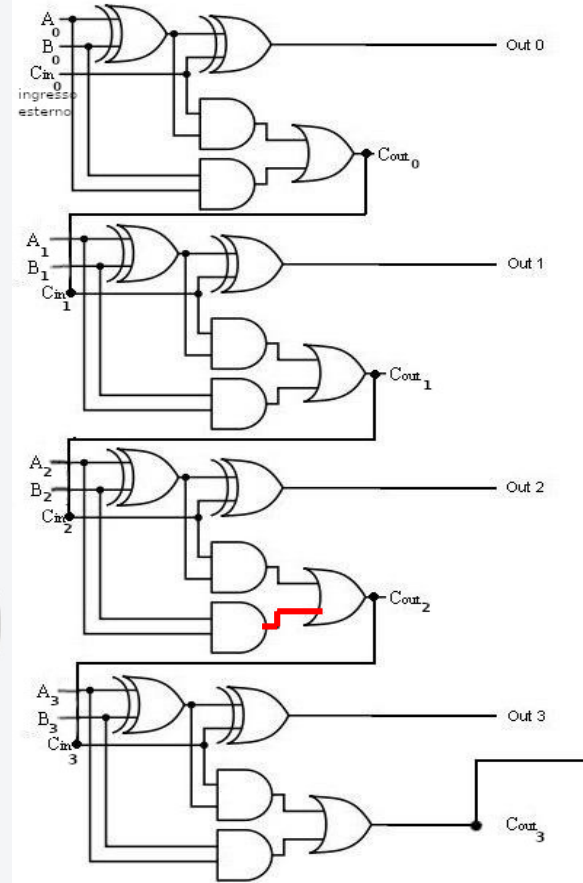 A0
B0
Cin0
ingresso
esterno
Out 0
Cout0
A1
B1
Cin1
Out 1
Cout1
A2
B2
Cin2
Out 2
Cout2
A3
B3
Cin3
Out 3
Cout3